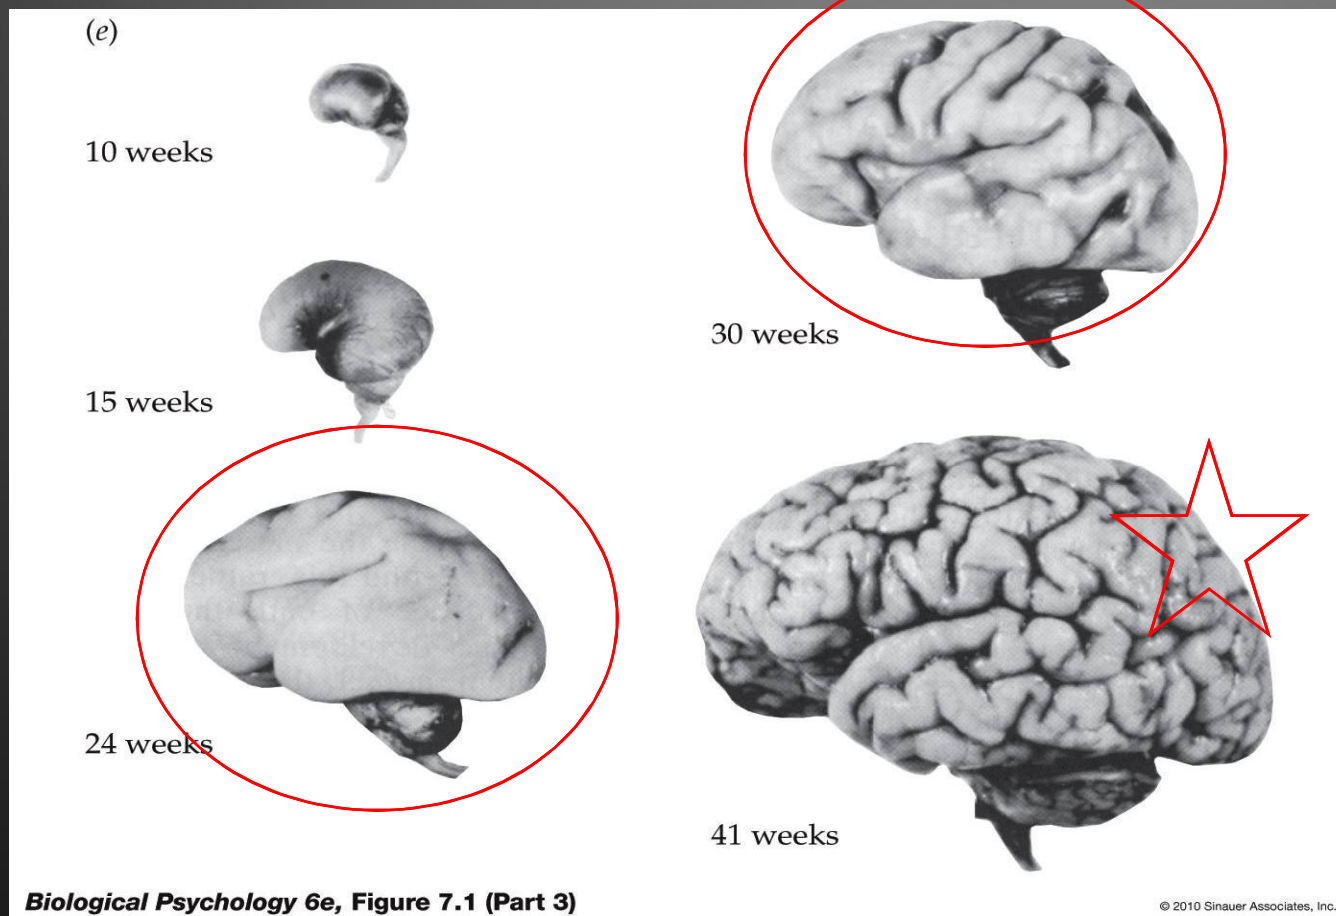 (e)
10 weeks
15 weeks
24 weeks
30 weeks
41 weeks
Biological Psychology 6e, Figure 7.1 (Part 3)
© 2010 Sinauer Associates, Inc.